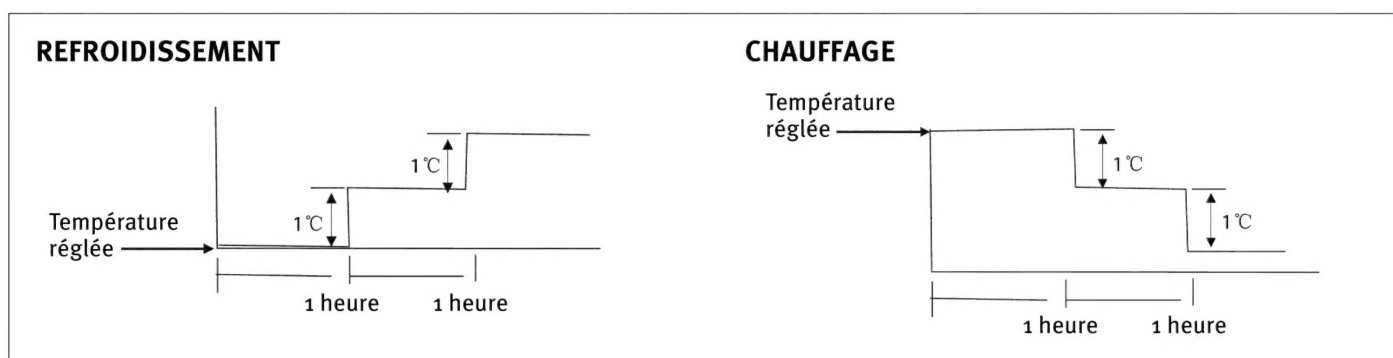 REFROIDISSEMENT
1℃
1℃
Température
réglée
1 heure
1 heure
CHAUFFAGE
Température
réglée
1℃
1℃
1 heure
1 heure